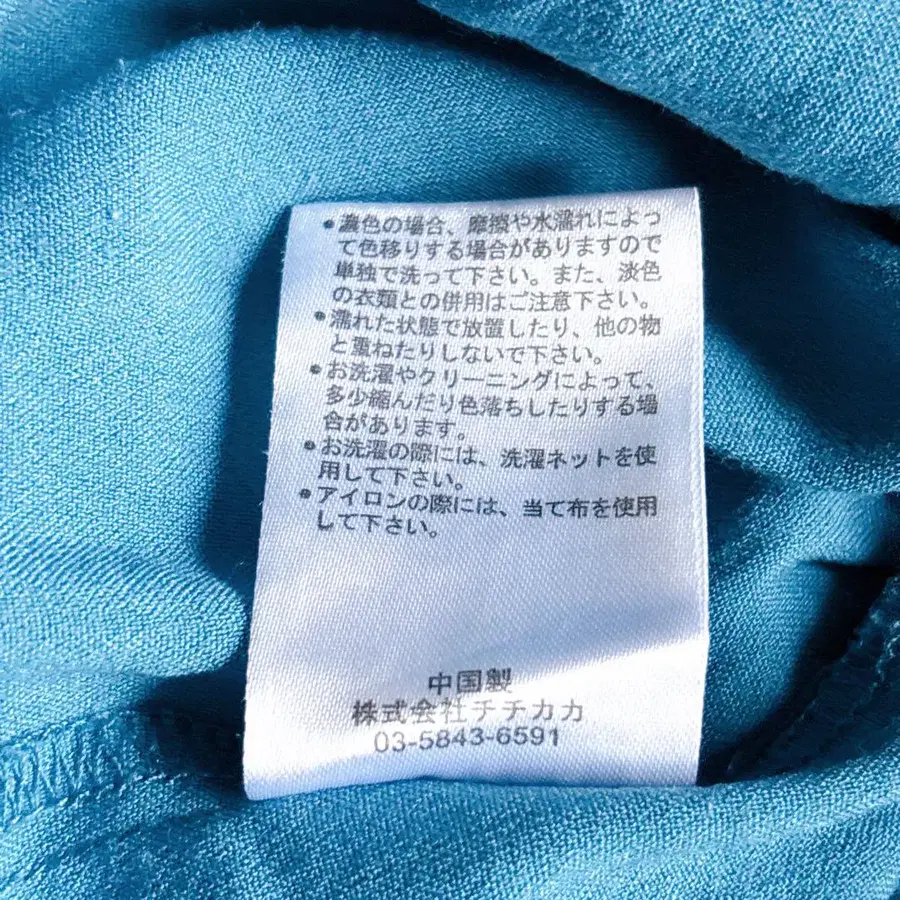 •濃色の場合、摩擦や水濡れによっ
て色移りする場合がありますので
単独で洗って下さい。また、淡色
の衣類との併用はご注意下さい。
•濡れた状態で放置したり、他の物
と重ねたりしないで下さい。
•お洗濯やクリーニングによって、
多少縮んだり色落ちしたりする場
合があります。
•お洗濯の際には、洗濯ネットを使
用して下さい。
•アイロンの際には、当て布を使用
して下さい。
中国製
株式会社チチカカ
03-5843-6591